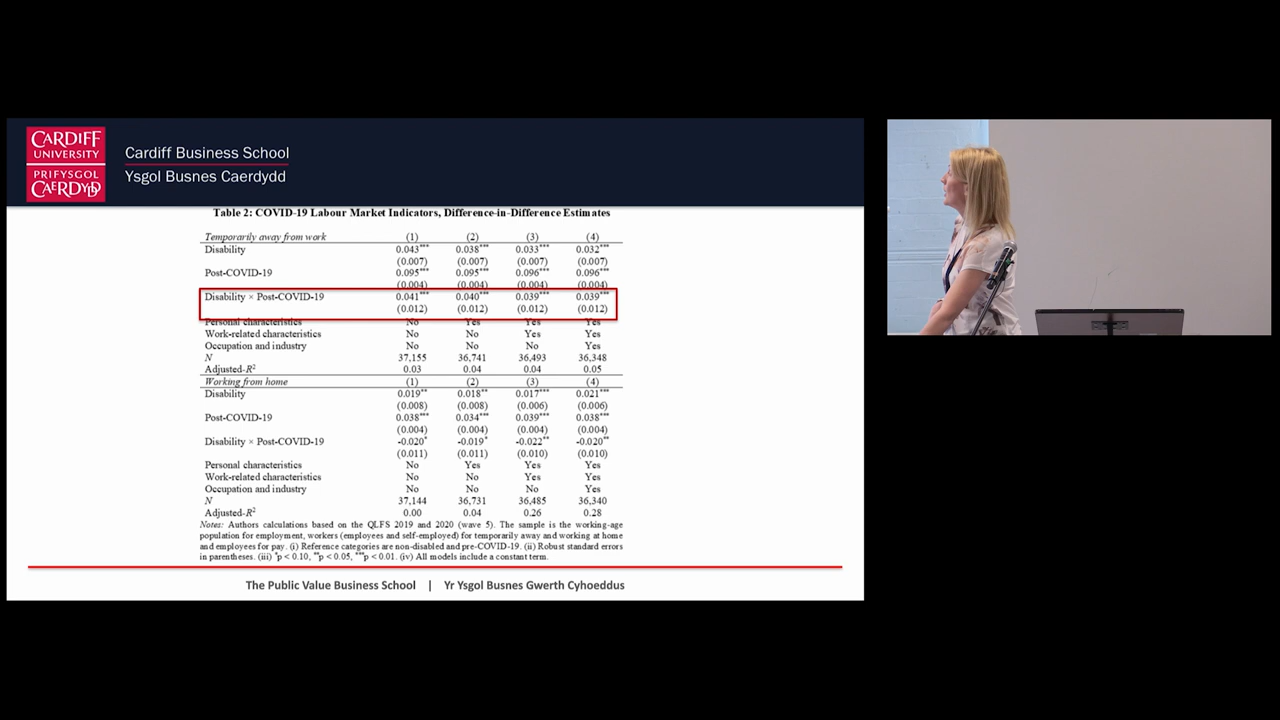 CARDIFF
UNIVERSITY
PRIFYSGOL
CAERDYDD
Cardiff Business School
Ysgol Busnes Caerdydd
Table 2: COVID-19 Labour Market Indicators, Difference-in-Difference Estimates
Temporarily away from work (1) (2) (3) (4)
Disability 0.043*** 0.038*** 0.033*** 0.032***
(0.007) (0.007) (0.007) (0.007)
Post-COVID-19 0.095*** 0.095*** 0.096*** 0.096***
(0.004) (0.004) (0.004) (0.004)
Disability × Post-COVID-19 0.041*** 0.040*** 0.039*** 0.039***
(0.012) (0.012) (0.012) (0.012)
Personal characteristics No Yes Yes Yes
Work-related characteristics No No Yes Yes
Occupation and industry No No No Yes
N 37,155 36,741 36,493 36,348
Adjusted-R² 0.03 0.04 0.04 0.05
Working from home (1) (2) (3) (4)
Disability 0.019** 0.018** 0.017*** 0.021***
(0.008) (0.008) (0.006) (0.006)
Post-COVID-19 0.038*** 0.034*** 0.039*** 0.038***
(0.004) (0.004) (0.004) (0.004)
Disability × Post-COVID-19 -0.020* -0.019* -0.022** -0.020**
(0.011) (0.011) (0.010) (0.010)
Personal characteristics No Yes Yes Yes
Work-related characteristics No No Yes Yes
Occupation and industry No No No Yes
N 37,144 36,731 36,485 36,340
Adjusted-R² 0.00 0.04 0.26 0.28
Notes: Authors calculations based on the QLFS 2019 and 2020 (wave 5). The sample is the working-age
population for employment, workers (employees and self-employed) for temporarily away and working at home
and employees for pay. (i) Reference categories are non-disabled and pre-COVID-19. (ii) Robust standard errors
in parentheses. (iii) *p < 0.10, **p < 0.05, ***p < 0.01. (iv) All models include a constant term.
The Public Value Business School | Yr Ysgol Busnes Gwerth Cyhoeddus